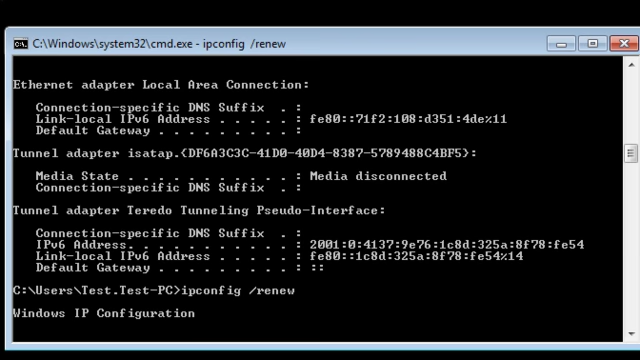 C:\Windows\system32\cmd.exe - ipconfig /renew
Ethernet adapter Local Area Connection:
Connection-specific DNS Suffix . :
Link-local IPv6 Address . . . . . : fe80::71f2:108:d351:4de%11
Default Gateway . . . . . . . . . :
Tunnel adapter isatap.{DF6A3C3C-41D0-40D4-8387-5789488C4BF5}:
Media State . . . . . . . . . . . : Media disconnected
Connection-specific DNS Suffix . :
Tunnel adapter Teredo Tunneling Pseudo-Interface:
Connection-specific DNS Suffix . :
IPv6 Address. . . . . . . . . . . : 2001:0:4137:9e76:1c8d:325a:8f78:fe54
Link-local IPv6 Address . . . . . : fe80::1c8d:325a:8f78:fe54%14
Default Gateway . . . . . . . . . : ::
C:\Users\Test.Test-PC>ipconfig /renew
Windows IP Configuration